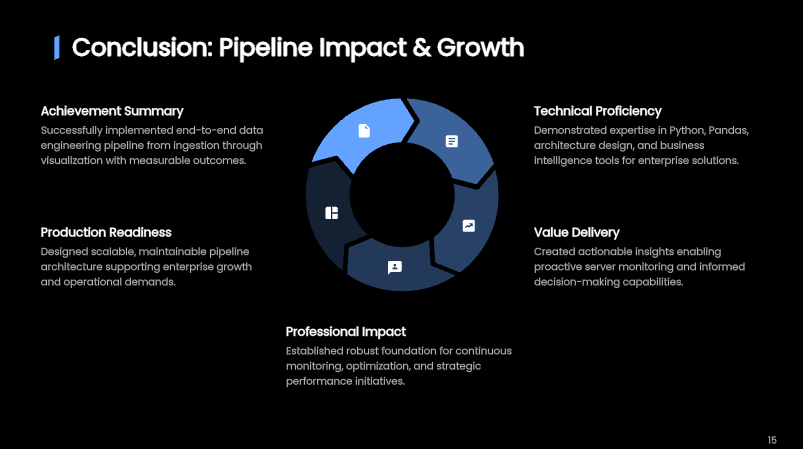 Conclusion: Pipeline Impact & Growth
Achievement Summary
Successfully implemented end-to-end data
engineering pipeline from ingestion through
visualization with measurable outcomes.
Technical Proficiency
Demonstrated expertise in Python, Pandas,
architecture design, and business
intelligence tools for enterprise solutions.
Production Readiness
Designed scalable, maintainable pipeline
architecture supporting enterprise growth
and operational demands.
Value Delivery
Created actionable insights enabling
proactive server monitoring and informed
decision-making capabilities.
Professional Impact
Established robust foundation for continuous
monitoring, optimization, and strategic
performance initiatives.
15